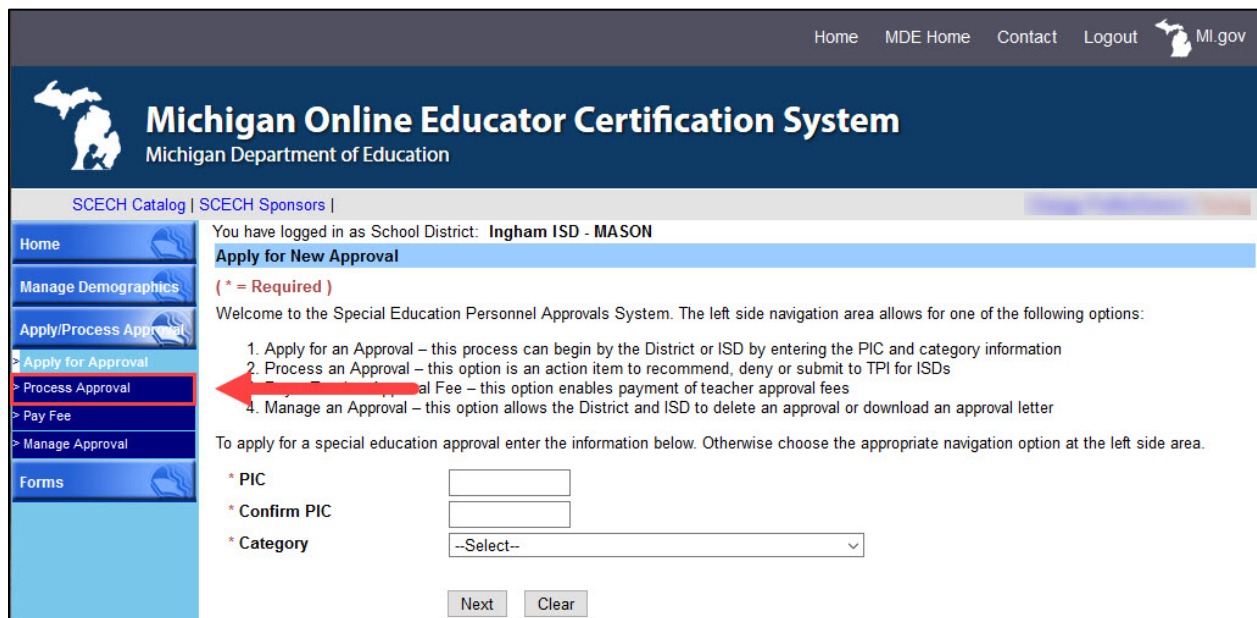 Home MDE Home Contact Logout MI.gov
Michigan Online Educator Certification System
Michigan Department of Education
SCECH Catalog | SCECH Sponsors |
Home
Manage Demographics
Apply/Process Approval
> Apply for Approval
> Process Approval
> Pay Fee
> Manage Approval
Forms
You have logged in as School District: Ingham ISD - MASON
Apply for New Approval
( * = Required )
Welcome to the Special Education Personnel Approvals System. The left side navigation area allows for one of the following options:
1. Apply for an Approval – this process can begin by the District or ISD by entering the PIC and category information
2. Process an Approval – this option is an action item to recommend, deny or submit to TPI for ISDs
al Fee – this option enables payment of teacher approval fees
4. Manage an Approval – this option allows the District and ISD to delete an approval or download an approval letter
To apply for a special education approval enter the information below. Otherwise choose the appropriate navigation option at the left side area.
* PIC
* Confirm PIC
* Category --Select--
Next Clear